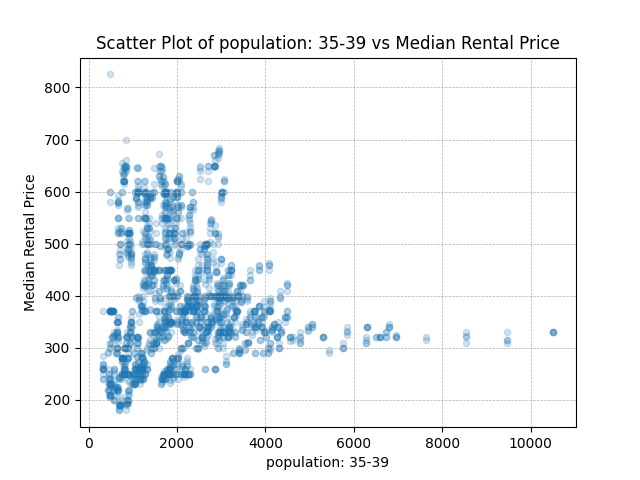 Scatter Plot of population: 35-39 vs Median Rental Price
800
700
600
500
400
300
200
Median Rental Price
0 2000 4000 6000 8000 10000
population: 35-39